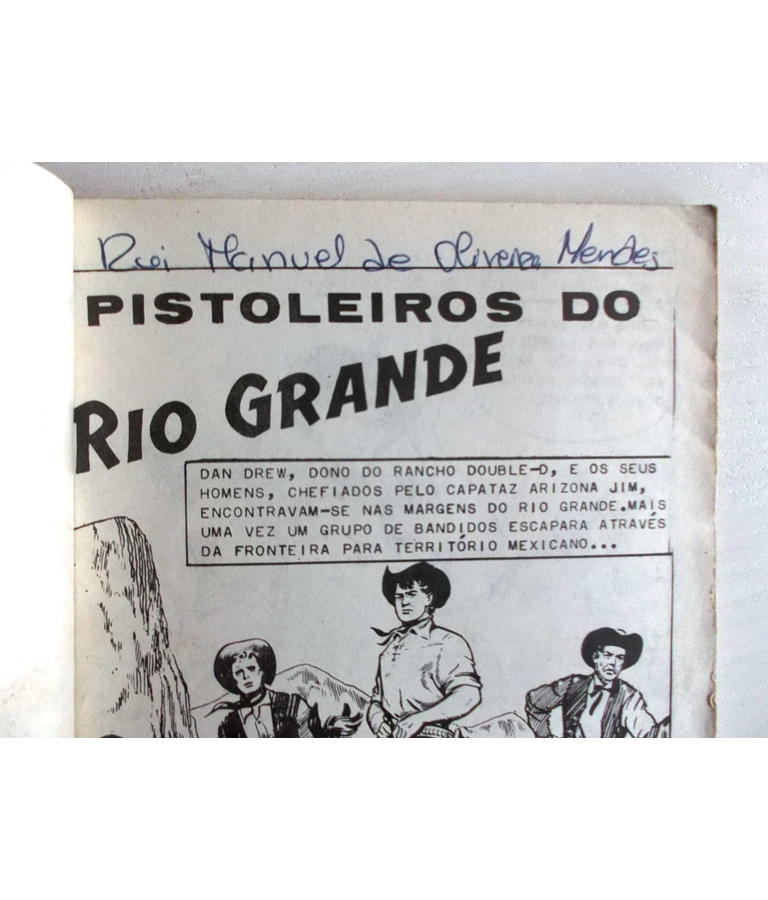 Rui Manuel de Oliveira Mendes
PISTOLEIROS DO
RIO GRANDE
DAN DREW, DONO DO RANCHO DOUBLE-D, E OS SEUS
HOMENS, CHEFIADOS PELO CAPATAZ ARIZONA JIM,
ENCONTRAVAM-SE NAS MARGENS DO RIO GRANDE.MAIS
UMA VEZ UM GRUPO DE BANDIDOS ESCAPARA ATRAVÉS
DA FRONTEIRA PARA TERRITÓRIO MEXICANO...